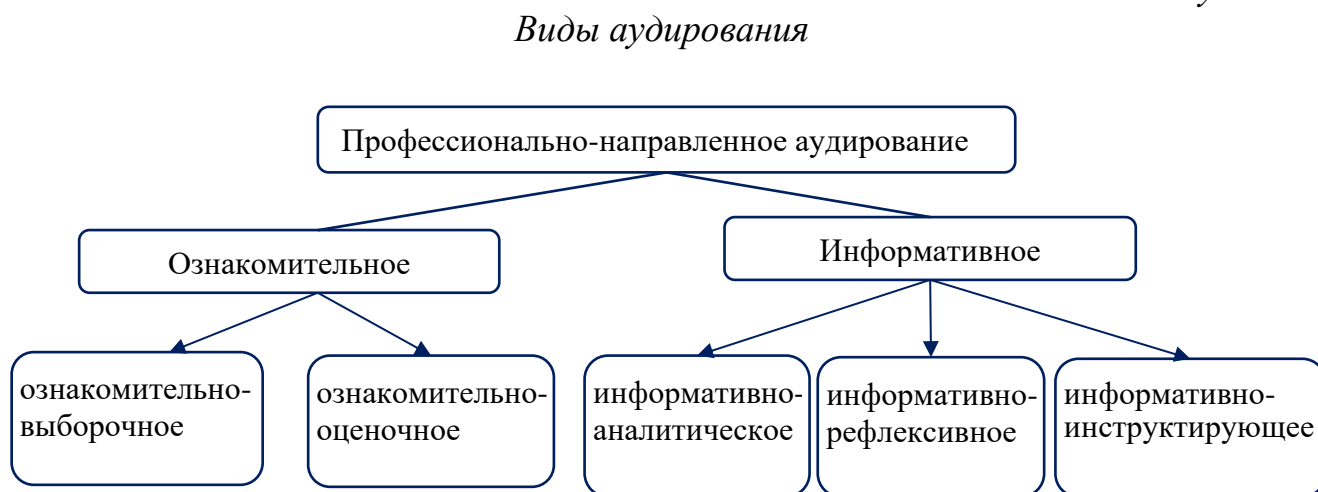 Виды аудирования
Профессионально-направленное аудирование
Ознакомительное
Информативное
ознакомительно-
выборочное
ознакомительно-
оценочное
информативно-
аналитическое
информативно-
рефлексивное
информативно-
инструктирующее